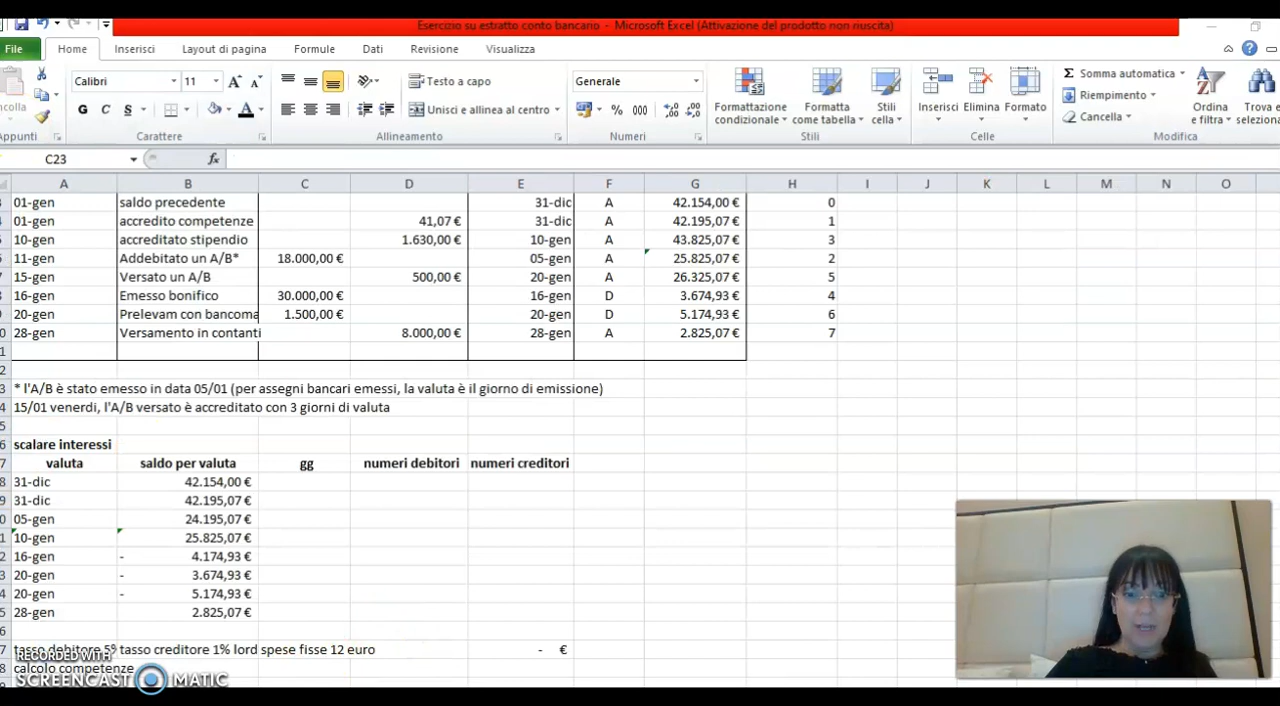 Esercizio su estratto conto bancario - Microsoft Excel (Attivazione del prodotto non riuscita)
File Home Inserisci Layout di pagina Formule Dati Revisione Visualizza
Calibri 11 Testo a capo Generale Σ Somma automatica
G C S Unisci e allinea al centro % 000 Formattazione condizionale Formatta come tabella Stili cella Inserisci Elimina Formato Riempimento Cancella Ordina e filtra
Carattere Allineamento Numeri Stili Celle Modifica
C23 fx
A B C D E F G H I J K L M N O
01-gen saldo precedente 31-dic A 42.154,00 € 0
01-gen accredito competenze 41,07 € 31-dic A 42.195,07 € 1
10-gen accreditato stipendio 1.630,00 € 10-gen A 43.825,07 € 3
11-gen Addebitato un A/B* 18.000,00 € 05-gen A 25.825,07 € 2
15-gen Versato un A/B 500,00 € 20-gen A 26.325,07 € 5
16-gen Emesso bonifico 30.000,00 € 16-gen D 3.674,93 € 4
20-gen Prelevam con bancoma 1.500,00 € 20-gen D 5.174,93 € 6
28-gen Versamento in contanti 8.000,00 € 28-gen A 2.825,07 € 7
* l'A/B è stato emesso in data 05/01 (per assegni bancari emessi, la valuta è il giorno di emissione)
15/01 venerdi, l'A/B versato è accreditato con 3 giorni di valuta
scalare interessi
valuta saldo per valuta gg numeri debitori numeri creditori
31-dic 42.154,00 €
31-dic 42.195,07 €
05-gen 24.195,07 €
10-gen 25.825,07 €
16-gen - 4.174,93 €
20-gen - 3.674,93 €
20-gen - 5.174,93 €
28-gen 2.825,07 €
tasso debitore 5% tasso creditore 1% lord spese fisse 12 euro - €
calcolo competenze
RECORDED WITH
SCREENCAST MATIC